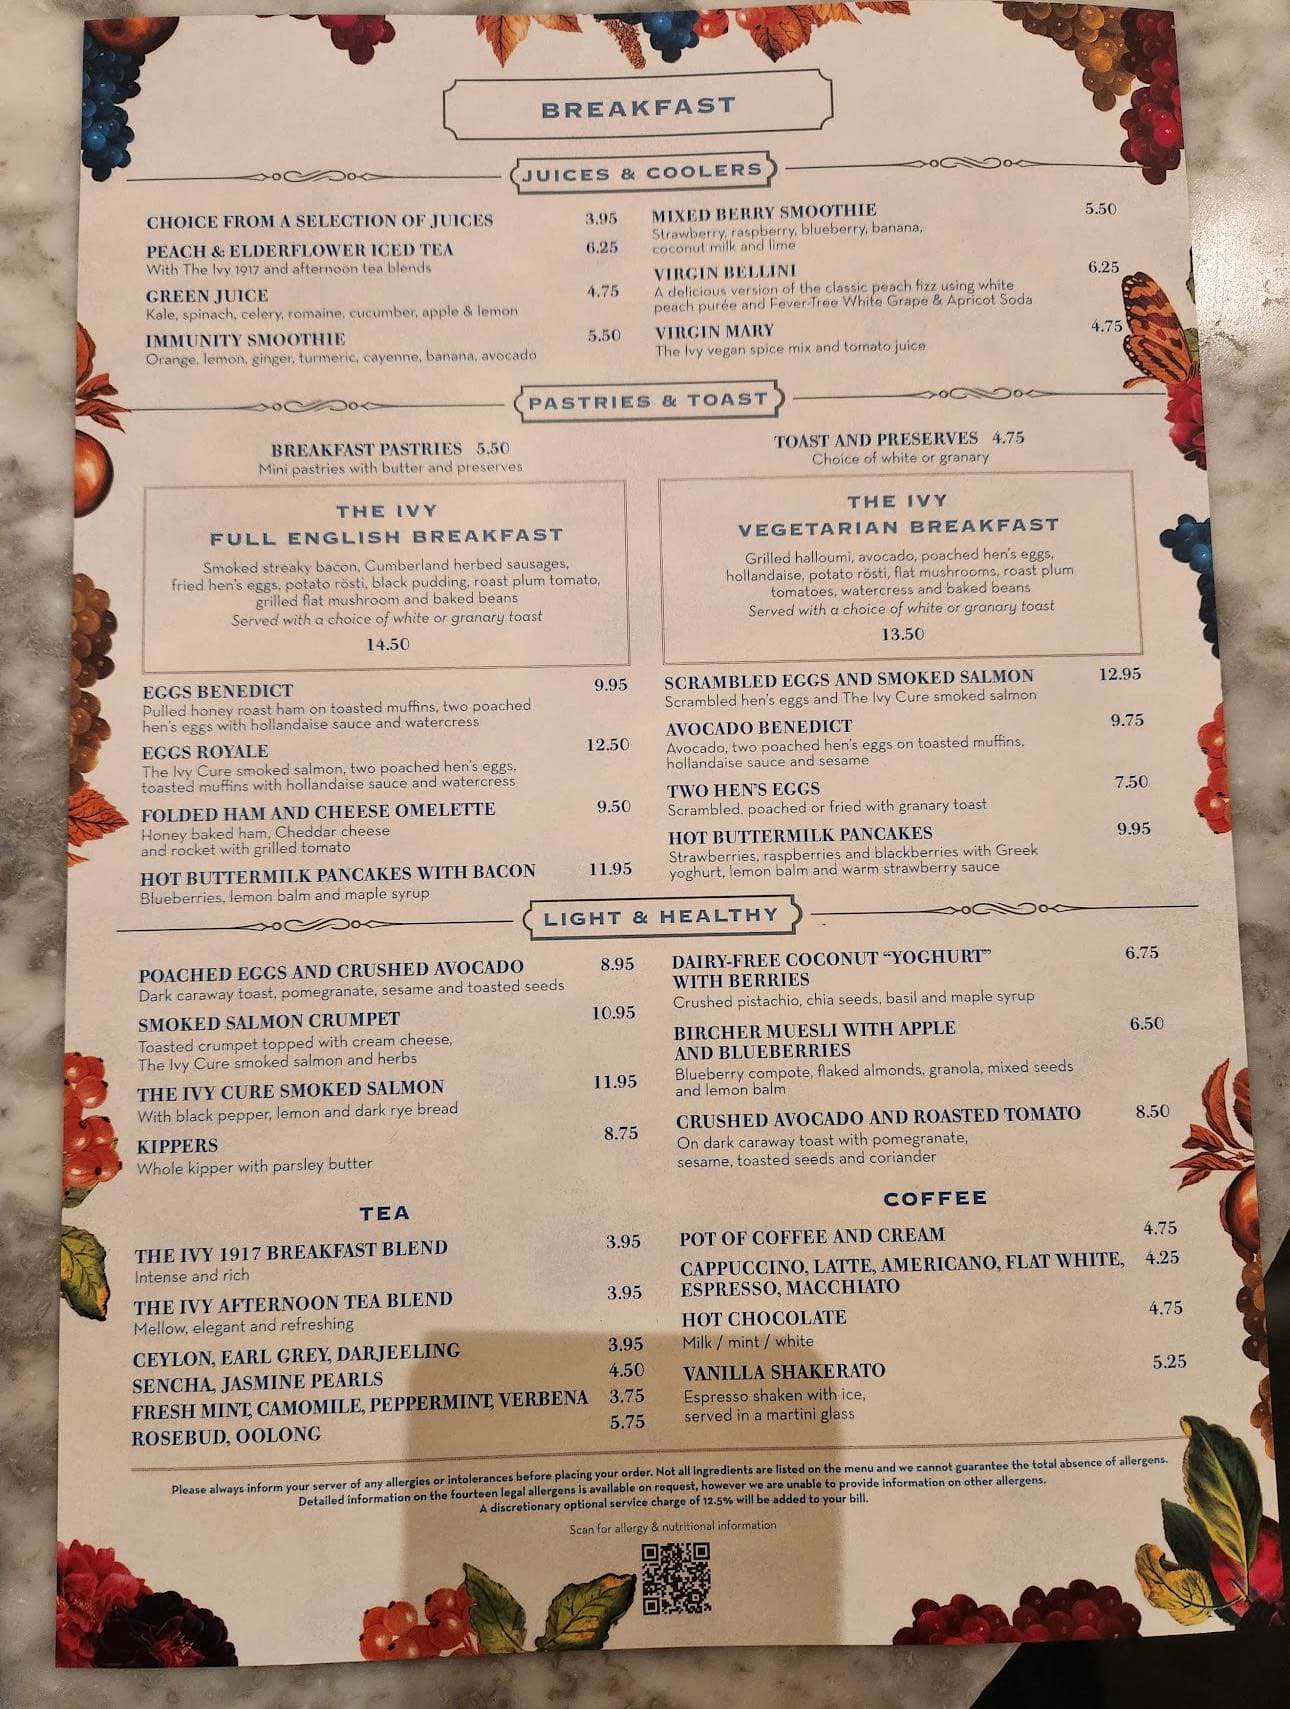 BREAKFAST
JUICES & COOLERS
CHOICE FROM A SELECTION OF JUICES 3.95
PEACH & ELDERFLOWER ICED TEA 6.25
With The Ivy 1917 and afternoon tea blends
GREEN JUICE 4.75
Kale, spinach, celery, romaine, cucumber, apple & lemon
IMMUNITY SMOOTHIE 5.50
Orange, lemon, ginger, turmeric, cayenne, banana, avocado
MIXED BERRY SMOOTHIE 5.50
Strawberry, raspberry, blueberry, banana,
coconut milk and lime
VIRGIN BELLINI 6.25
A delicious version of the classic peach fizz using white
peach purée and Fever-Tree White Grape & Apricot Soda
VIRGIN MARY 4.75
The Ivy vegan spice mix and tomato juice
PASTRIES & TOAST
BREAKFAST PASTRIES 5.50
Mini pastries with butter and preserves
TOAST AND PRESERVES 4.75
Choice of white or granary
THE IVY
FULL ENGLISH BREAKFAST
Smoked streaky bacon, Cumberland herbed sausages,
fried hen's eggs, potato rösti, black pudding, roast plum tomato,
grilled flat mushroom and baked beans
Served with a choice of white or granary toast
14.50
THE IVY
VEGETARIAN BREAKFAST
Grilled halloumi, avocado, poached hen's eggs,
hollandaise, potato rösti, flat mushrooms, roast plum
tomatoes, watercress and baked beans
Served with a choice of white or granary toast
13.50
EGGS BENEDICT 9.95
Pulled honey roast ham on toasted muffins, two poached
hen's eggs with hollandaise sauce and watercress
EGGS ROYALE 12.50
The Ivy Cure smoked salmon, two poached hen's eggs,
toasted muffins with hollandaise sauce and watercress
FOLDED HAM AND CHEESE OMELETTE 9.50
Honey baked ham, Cheddar cheese
and rocket with grilled tomato
HOT BUTTERMILK PANCAKES WITH BACON 11.95
Blueberries, lemon balm and maple syrup
SCRAMBLED EGGS AND SMOKED SALMON 12.95
Scrambled hen's eggs and The Ivy Cure smoked salmon
AVOCADO BENEDICT 9.75
Avocado, two poached hen's eggs on toasted muffins,
hollandaise sauce and sesame
TWO HEN'S EGGS 7.50
Scrambled, poached or fried with granary toast
HOT BUTTERMILK PANCAKES 9.95
Strawberries, raspberries and blackberries with Greek
yoghurt, lemon balm and warm strawberry sauce
LIGHT & HEALTHY
POACHED EGGS AND CRUSHED AVOCADO 8.95
Dark caraway toast, pomegranate, sesame and toasted seeds
SMOKED SALMON CRUMPET 10.95
Toasted crumpet topped with cream cheese,
The Ivy Cure smoked salmon and herbs
THE IVY CURE SMOKED SALMON 11.95
With black pepper, lemon and dark rye bread
KIPPERS 8.75
Whole kipper with parsley butter
DAIRY-FREE COCONUT “YOGHURT” 6.75
WITH BERRIES
Crushed pistachio, chia seeds, basil and maple syrup
BIRCHER MUESLI WITH APPLE 6.50
AND BLUEBERRIES
Blueberry compote, flaked almonds, granola, mixed seeds
and lemon balm
CRUSHED AVOCADO AND ROASTED TOMATO 8.50
On dark caraway toast with pomegranate,
sesame, toasted seeds and coriander
TEA
THE IVY 1917 BREAKFAST BLEND 3.95
Intense and rich
THE IVY AFTERNOON TEA BLEND 3.95
Mellow, elegant and refreshing
CEYLON, EARL GREY, DARJEELING 3.95
SENCHA, JASMINE PEARLS 4.50
FRESH MINT, CAMOMILE, PEPPERMINT, VERBENA 3.75
ROSEBUD, OOLONG 5.75
COFFEE
POT OF COFFEE AND CREAM 4.75
CAPPUCCINO, LATTE, AMERICANO, FLAT WHITE, 4.25
ESPRESSO, MACCHIATO
HOT CHOCOLATE 4.75
Milk / mint / white
VANILLA SHAKERATO 5.25
Espresso shaken with ice,
served in a martini glass
Please always inform your server of any allergies or intolerances before placing your order. Not all ingredients are listed on the menu and we cannot guarantee the total absence of allergens.
Detailed information on the fourteen legal allergens is available on request, however we are unable to provide information on other allergens.
A discretionary optional service charge of 12.5% will be added to your bill.
Scan for allergy & nutritional information